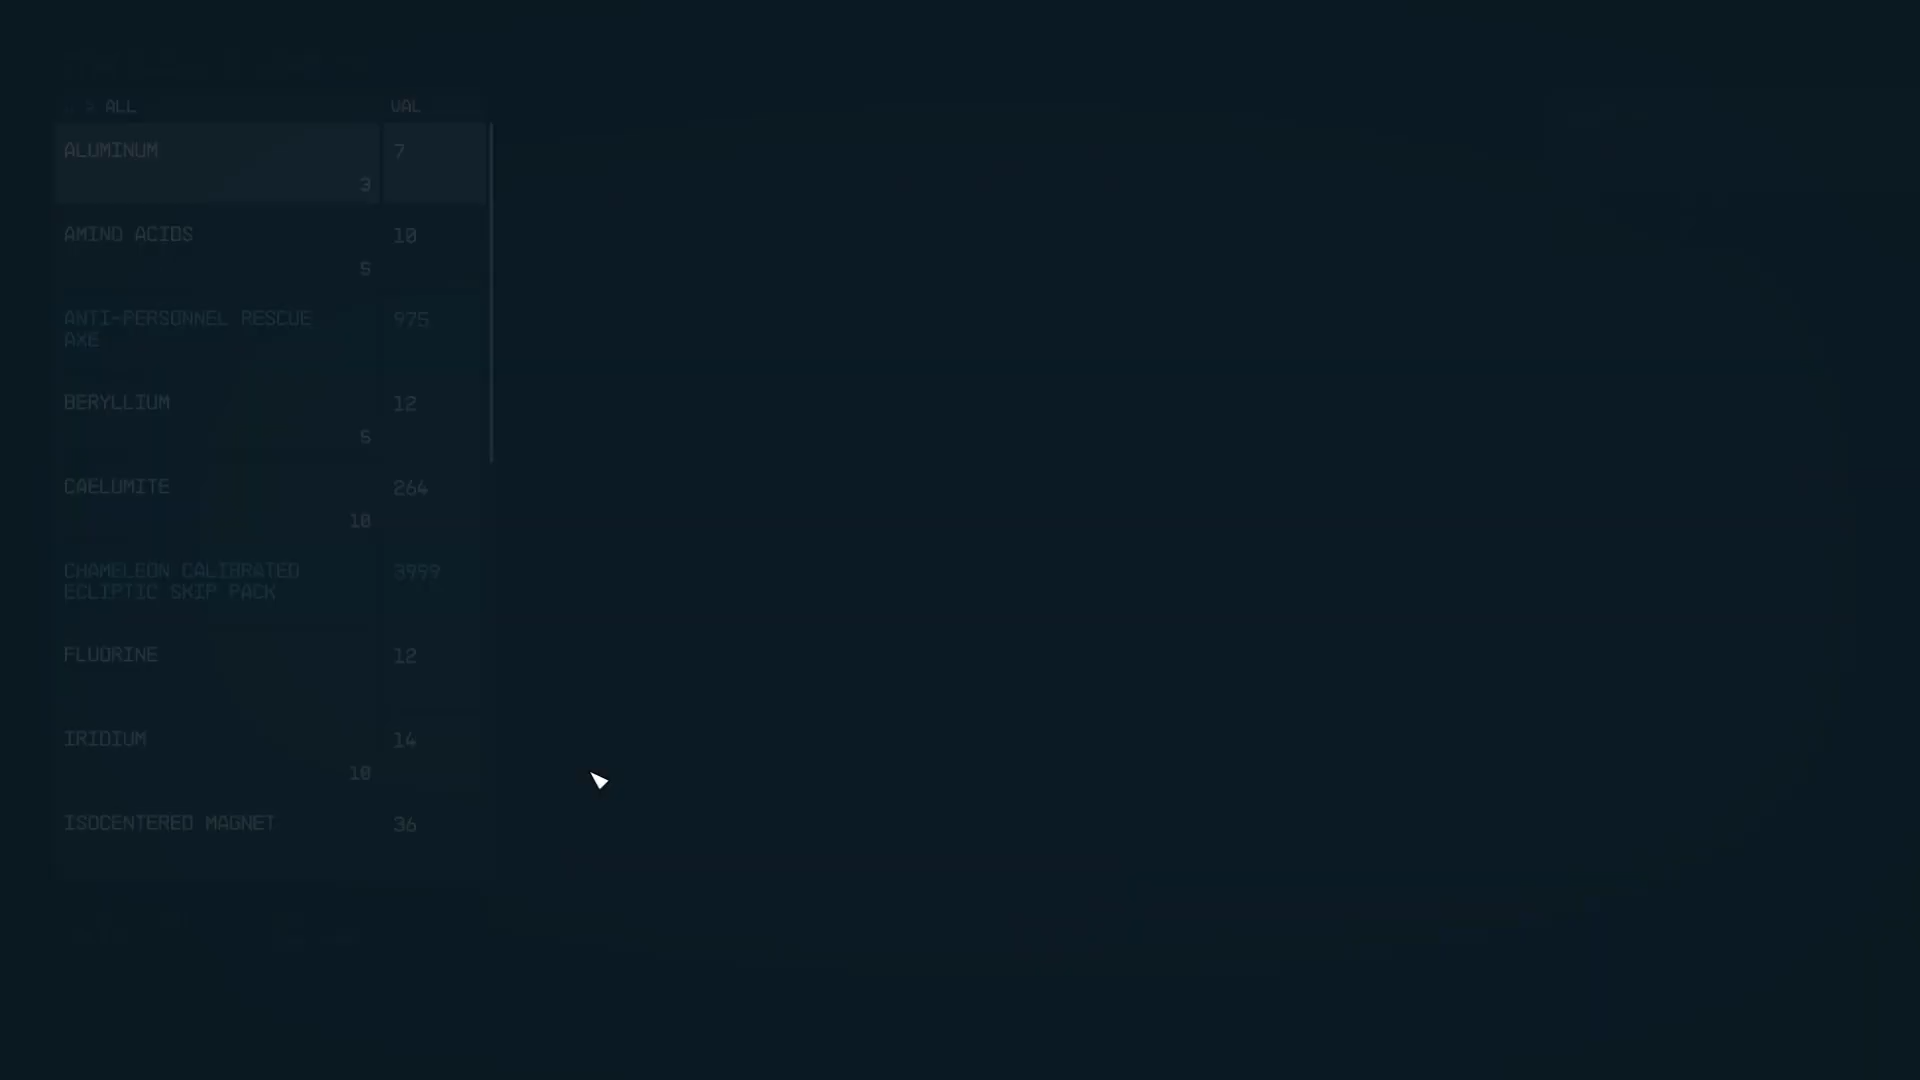 ALL VAL
ALUMINUM 7
3
AMINO ACIDS 10
5
ANTI-PERSONNEL RESCUE 975
AXE
BERYLLIUM 12
5
CAELUMITE 264
10
CHAMELEON CALIBRATED 3999
ECLIPTIC SKIP PACK
FLUORINE 12
IRIDIUM 14
10
ISOCENTERED MAGNET 36